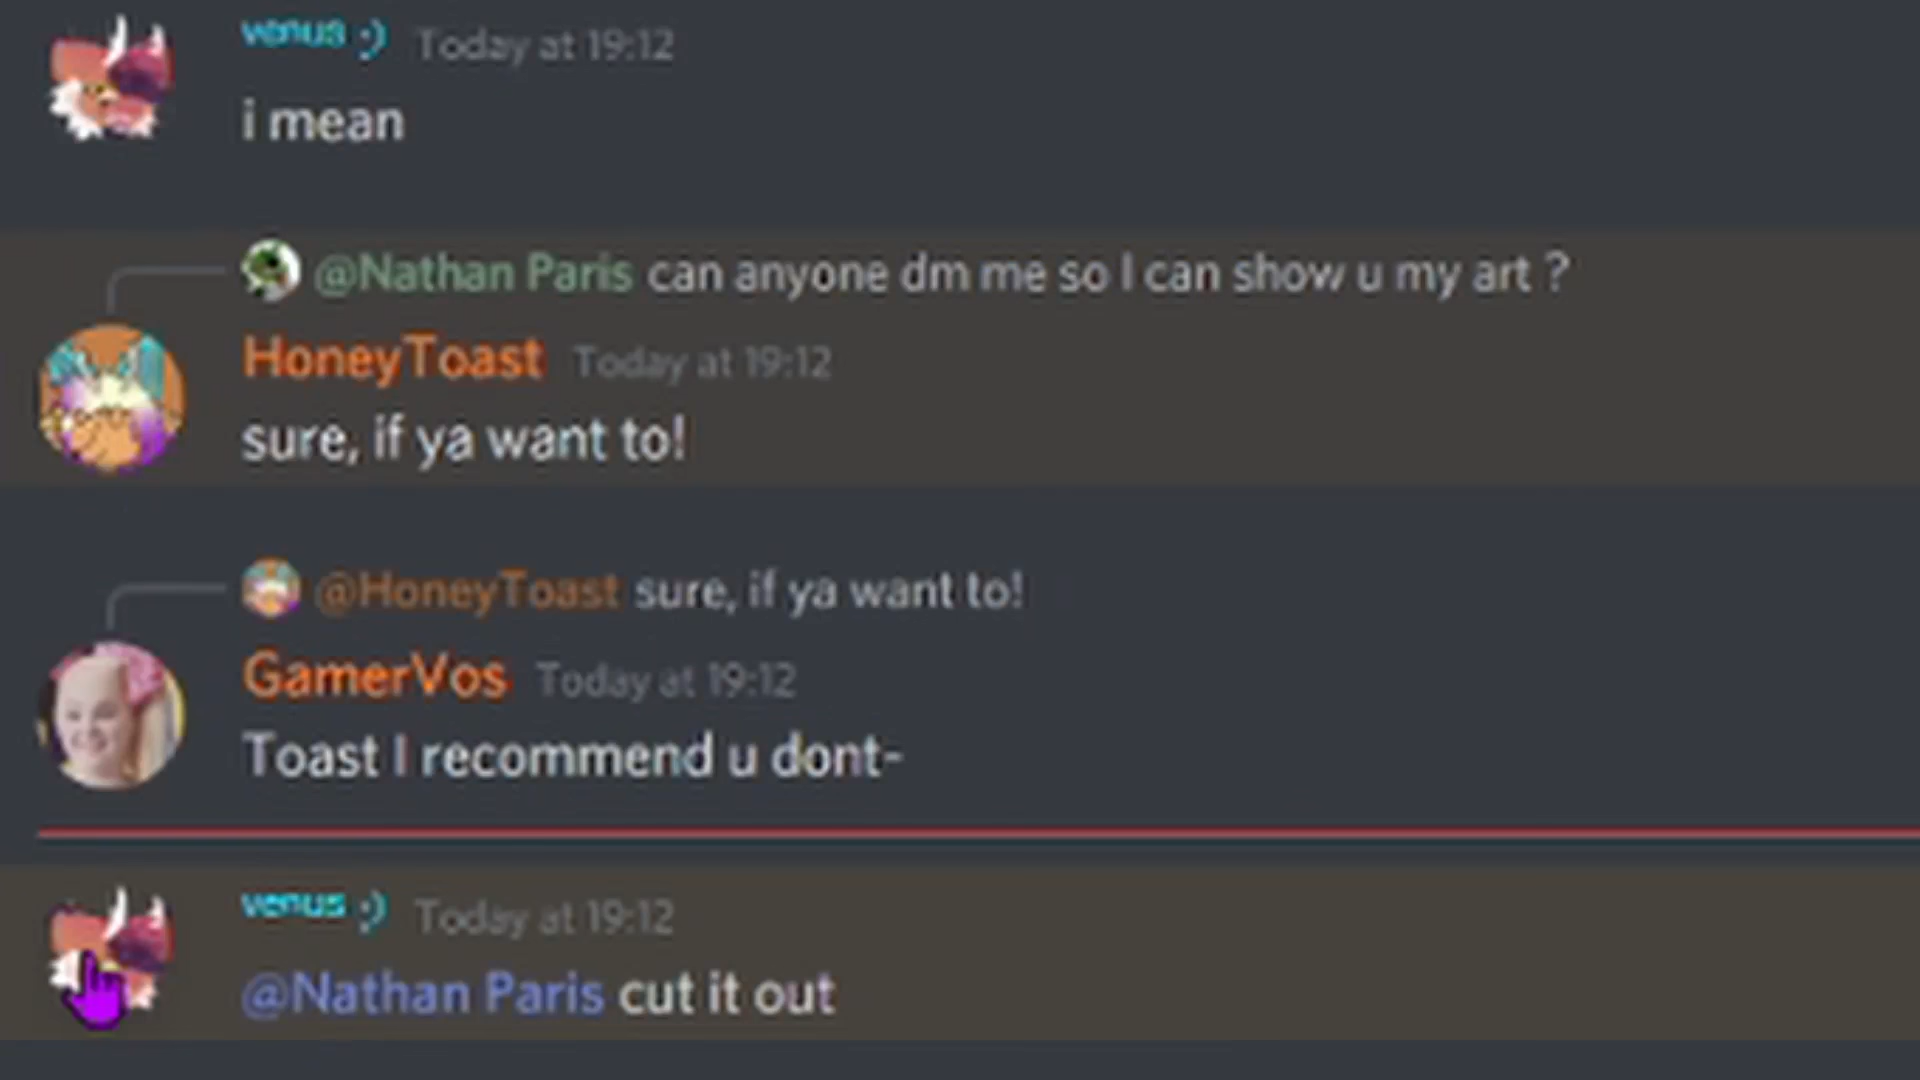 venus :) Today at 19:12
i mean
@Nathan Paris can anyone dm me so I can show u my art ?
HoneyToast Today at 19:12
sure, if ya want to!
@HoneyToast sure, if ya want to!
GamerVos Today at 19:12
Toast I recommend u dont-
venus :) Today at 19:12
@Nathan Paris cut it out